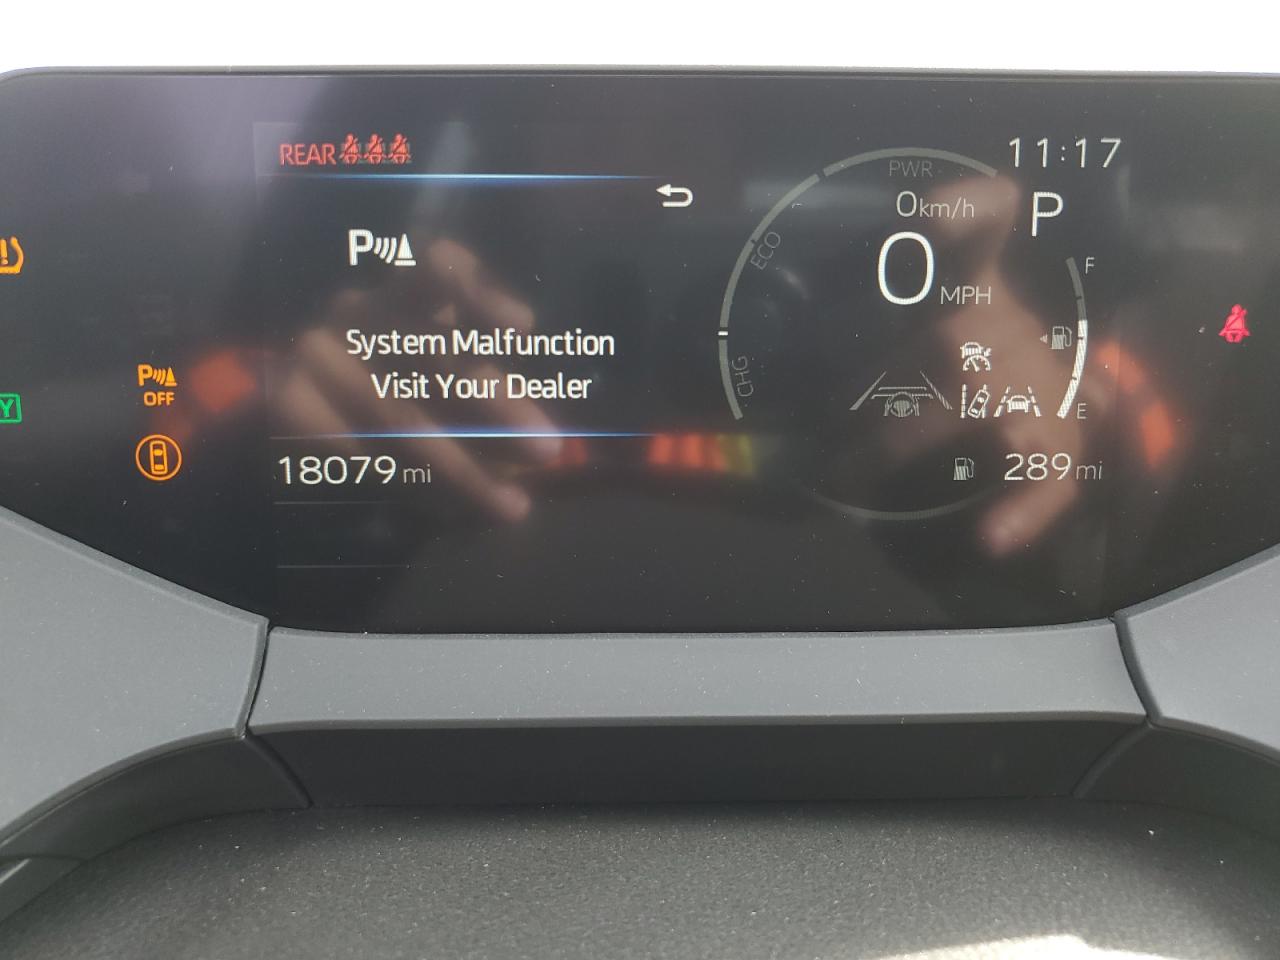 REAR
11:17
PWR
0km/h
P
ECO
0 MPH
F
P
System Malfunction
Visit Your Dealer
CHG
P
OFF
Y
E
18079 mi
289 mi